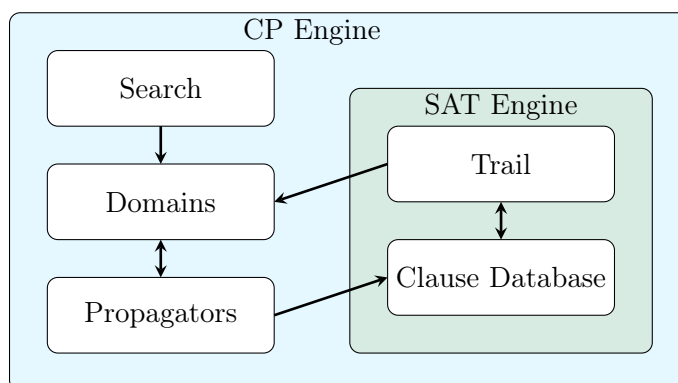 CP Engine
Search
SAT Engine
Trail
Domains
Clause Database
Propagators